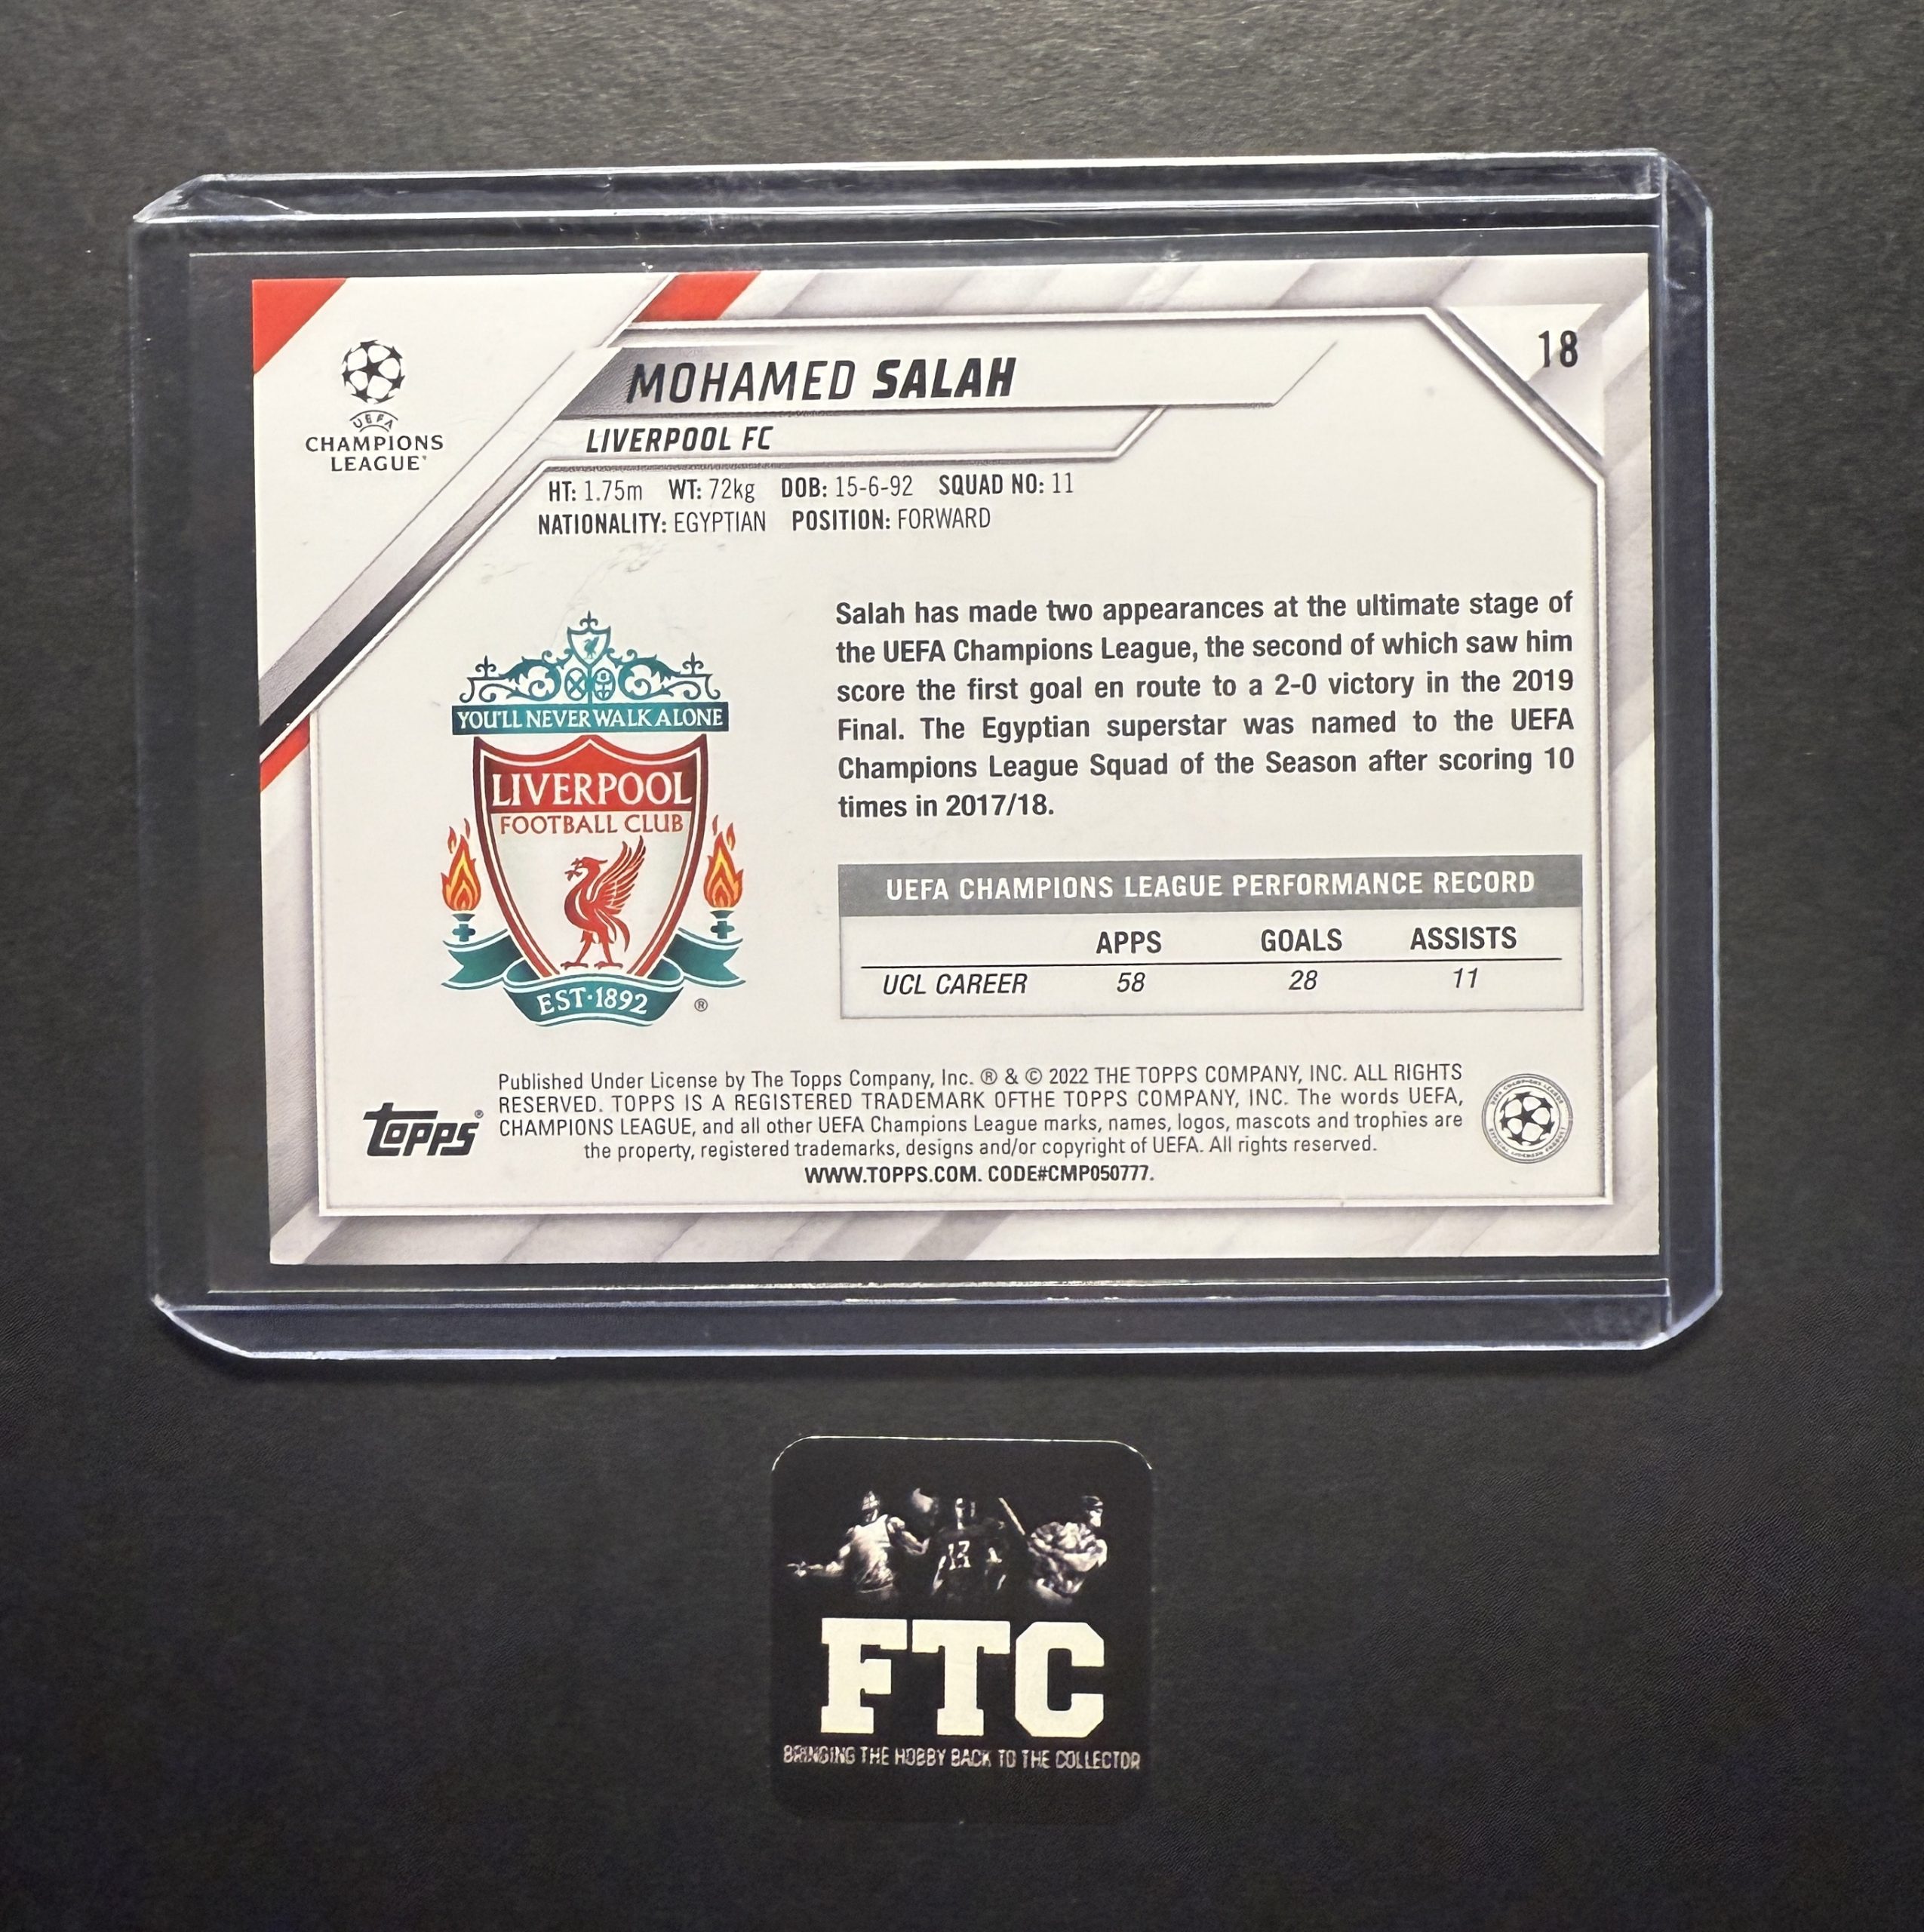 18
MOHAMED SALAH
UEFA
CHAMPIONS
LEAGUE
LIVERPOOL FC
HT: 1.75m WT: 72kg DOB: 15-6-92 SQUAD NO: 11
NATIONALITY: EGYPTIAN POSITION: FORWARD
YOU'LL NEVER WALK ALONE
LIVERPOOL
FOOTBALL CLUB
EST·1892
®
Salah has made two appearances at the ultimate stage of
the UEFA Champions League, the second of which saw him
score the first goal en route to a 2-0 victory in the 2019
Final. The Egyptian superstar was named to the UEFA
Champions League Squad of the Season after scoring 10
times in 2017/18.
UEFA CHAMPIONS LEAGUE PERFORMANCE RECORD
APPS GOALS ASSISTS
UCL CAREER 58 28 11
topps®
Published Under License by The Topps Company, Inc. ® & © 2022 THE TOPPS COMPANY, INC. ALL RIGHTS
RESERVED. TOPPS IS A REGISTERED TRADEMARK OFTHE TOPPS COMPANY, INC. The words UEFA,
CHAMPIONS LEAGUE, and all other UEFA Champions League marks, names, logos, mascots and trophies are
the property, registered trademarks, designs and/or copyright of UEFA. All rights reserved.
WWW.TOPPS.COM. CODE#CMP050777.
FTC
BRINGING THE HOBBY BACK TO THE COLLECTOR